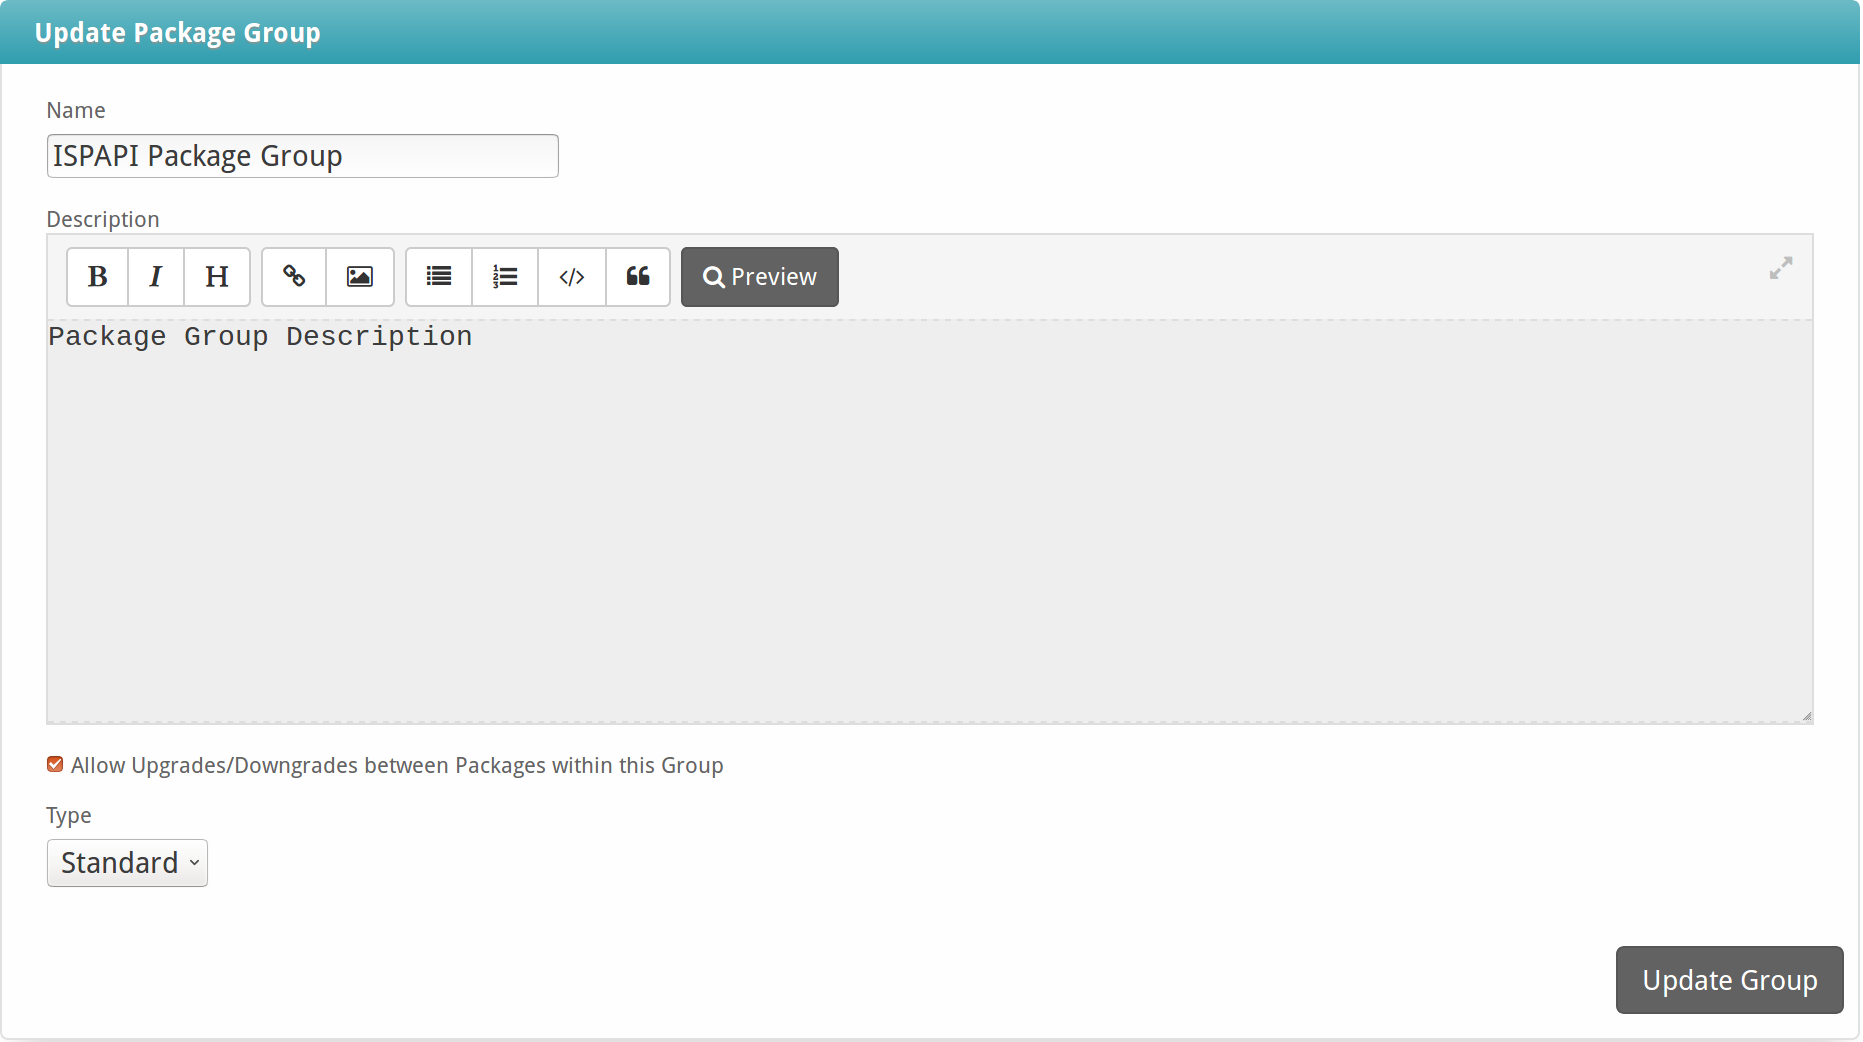 Update Package Group
Name
ISPAPI Package Group
Description
B I H </> Preview
Package Group Description
Allow Upgrades/Downgrades between Packages within this Group
Type
Standard
Update Group